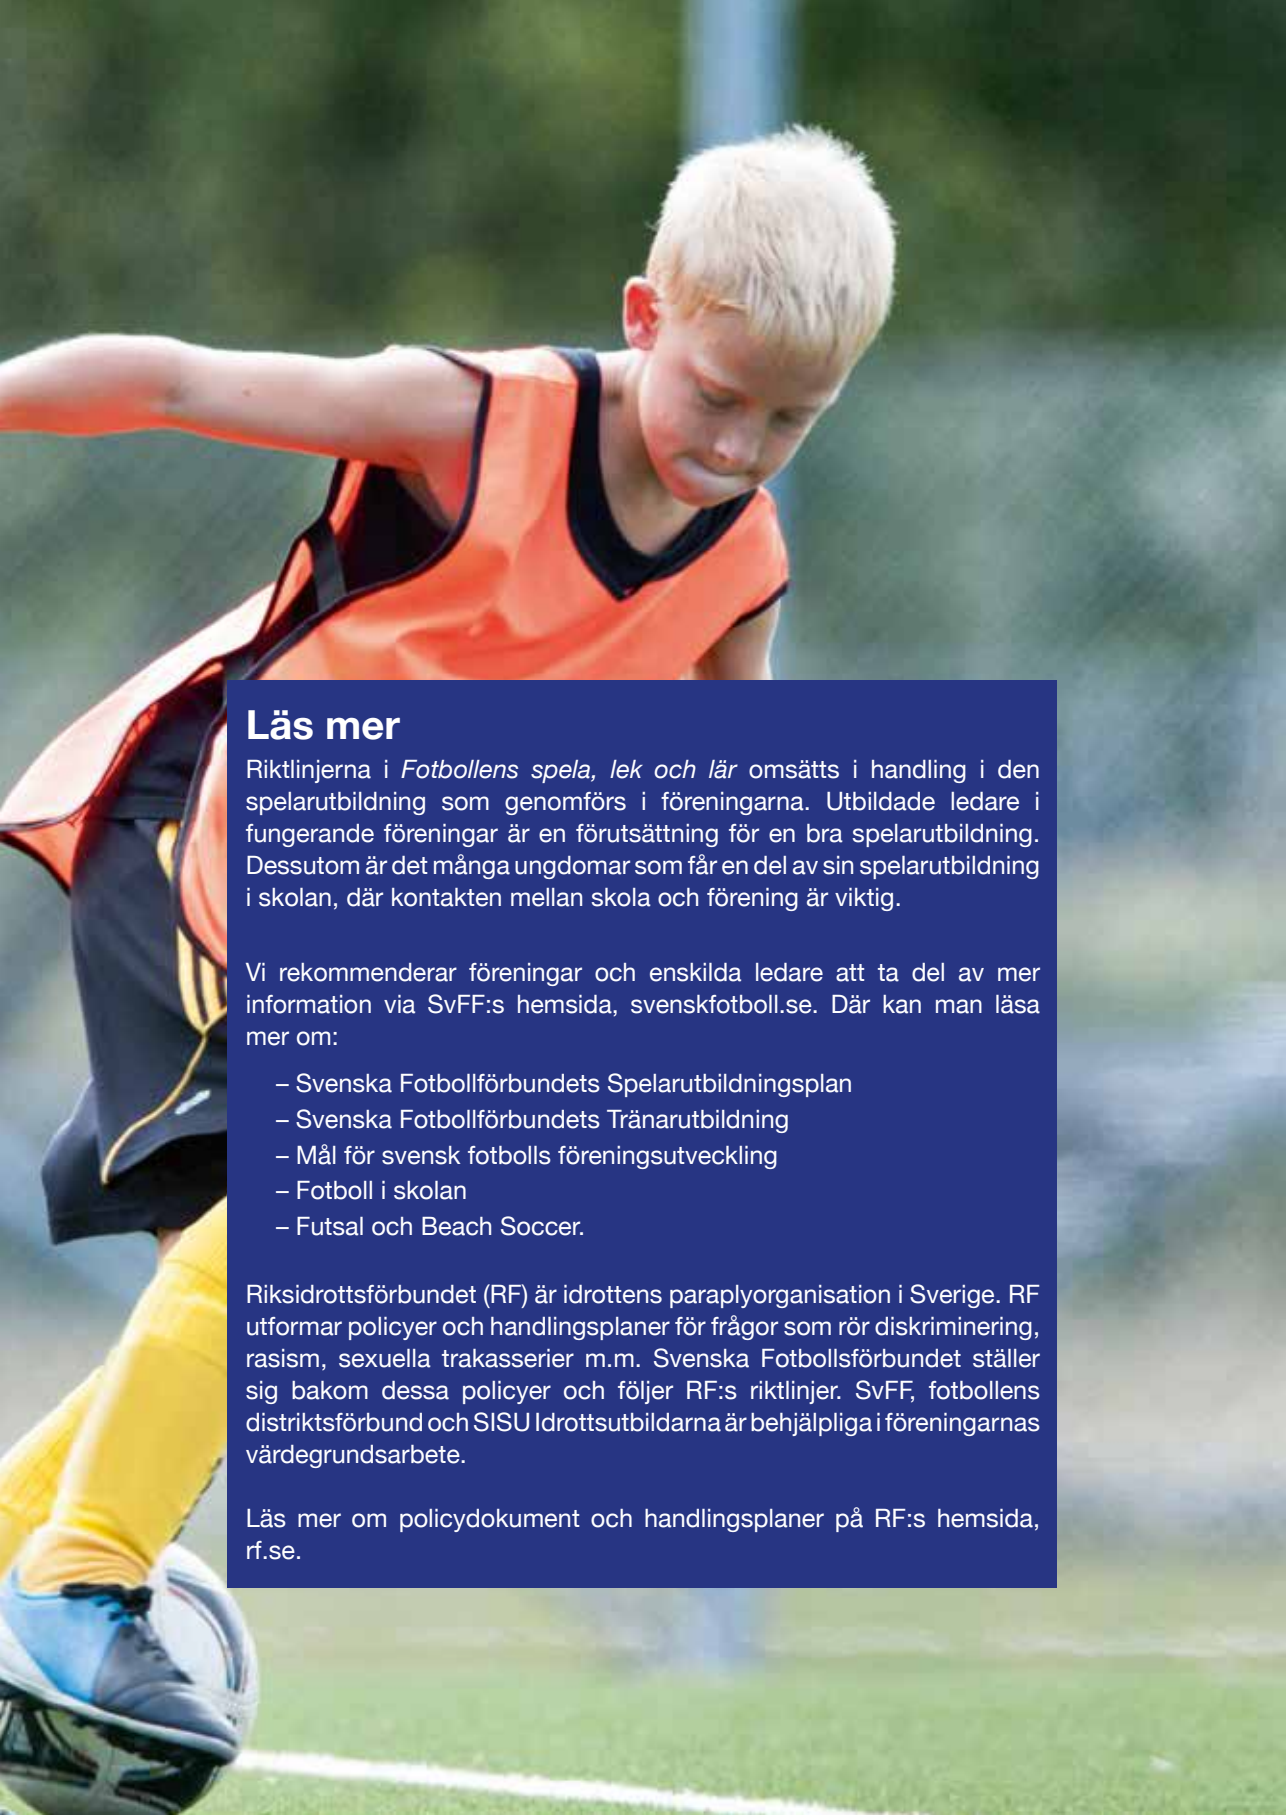 Läs mer
Riktlinjerna i Fotbollens spela, lek och lär omsätts i handling i den
spelarutbildning som genomförs i föreningarna. Utbildade ledare i
fungerande föreningar är en förutsättning för en bra spelarutbildning.
Dessutom är det många ungdomar som får en del av sin spelarutbildning
i skolan, där kontakten mellan skola och förening är viktig.
Vi rekommenderar föreningar och enskilda ledare att ta del av mer
information via SvFF:s hemsida, svenskfotboll.se. Där kan man läsa
mer om:
– Svenska Fotbollförbundets Spelarutbildningsplan
– Svenska Fotbollförbundets Tränarutbildning
– Mål för svensk fotbolls föreningsutveckling
– Fotboll i skolan
– Futsal och Beach Soccer.
Riksidrottsförbundet (RF) är idrottens paraplyorganisation i Sverige. RF
utformar policyer och handlingsplaner för frågor som rör diskriminering,
rasism, sexuella trakasserier m.m. Svenska Fotbollsförbundet ställer
sig bakom dessa policyer och följer RF:s riktlinjer. SvFF, fotbollens
distriktsförbund och SISU Idrottsutbildarna är behjälpliga i föreningarnas
värdegrundsarbete.
Läs mer om policydokument och handlingsplaner på RF:s hemsida,
rf.se.